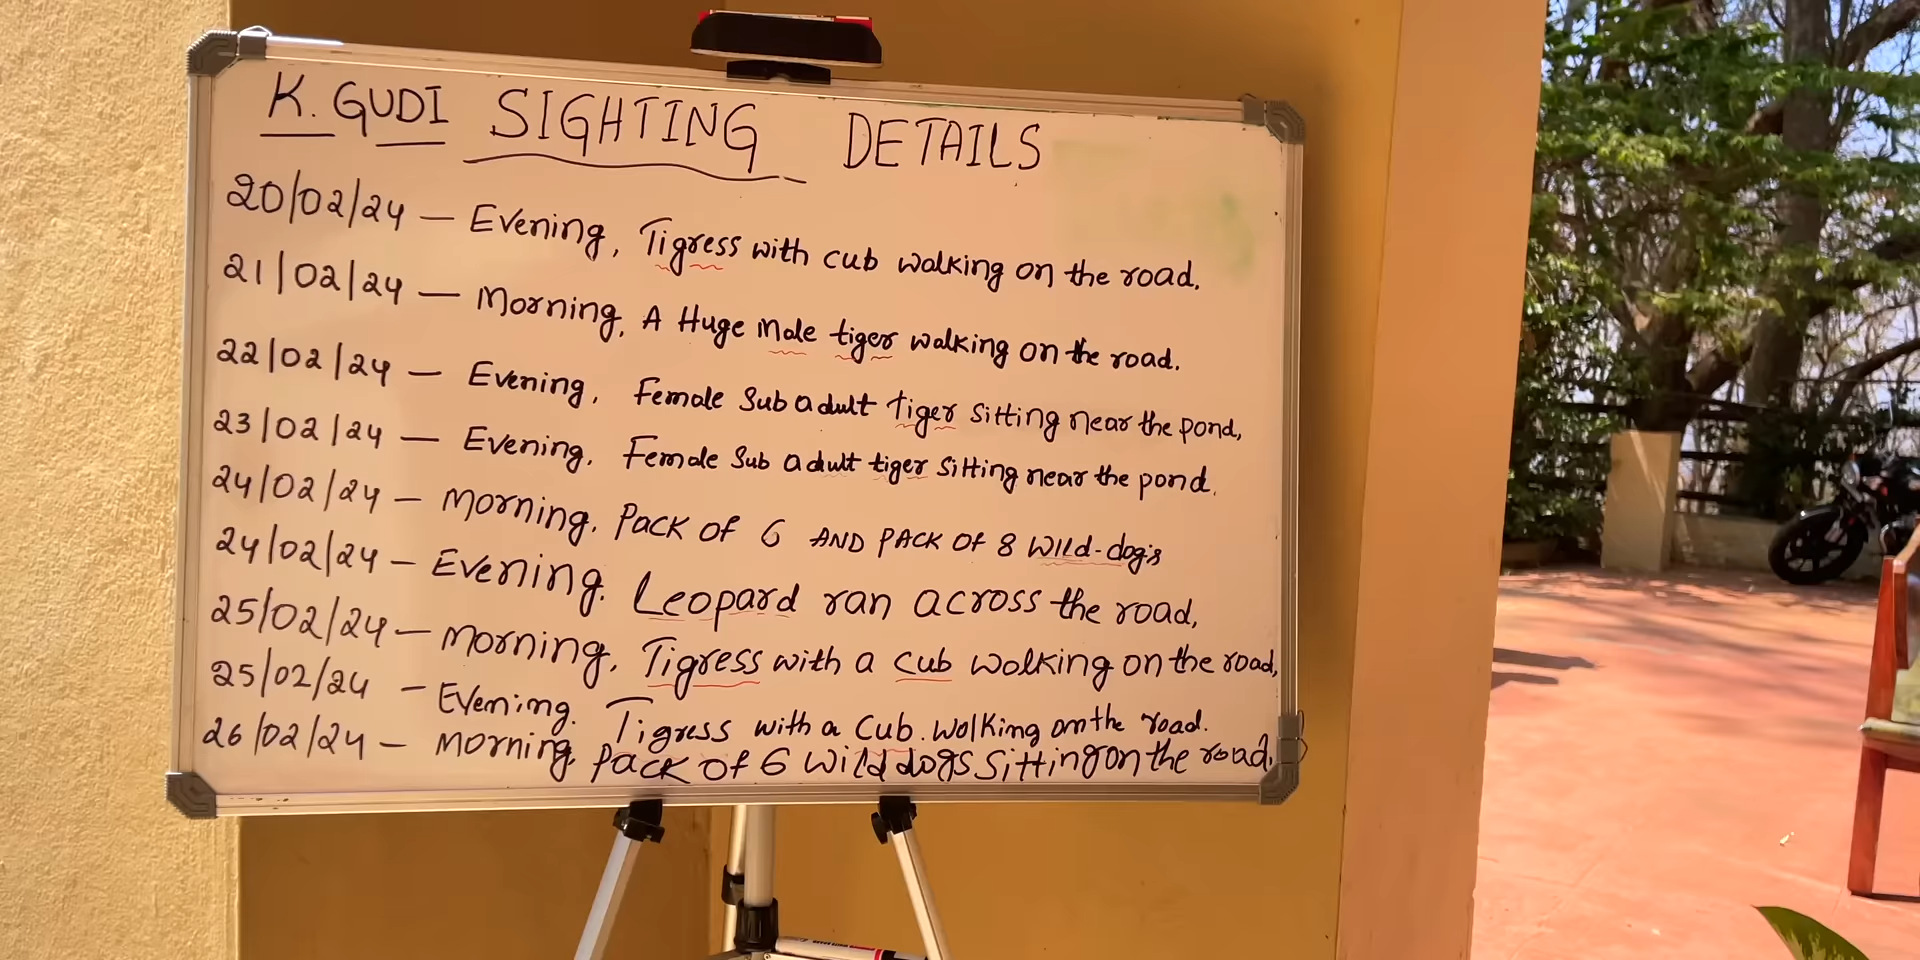 K. GUDI SIGHTING DETAILS
20/02/24 — Evening, Tigress with cub walking on the road.
21/02/24 — Morning, A Huge male tiger walking on the road.
22/02/24 — Evening, Female Sub adult tiger sitting near the pond,
23/02/24 — Evening, Female Sub adult tiger sitting near the pond.
24/02/24 — Morning, Pack of 6 AND PACK Of 8 Wild-dog's
24/02/24 — Evening. Leopard ran across the road,
25/02/24 — Morning, Tigress with a cub walking on the road,
25/02/24 — Evening. Tigress with a Cub. walking on the road.
26/02/24 — Morning, Pack of 6 wild dogs sitting on the road.